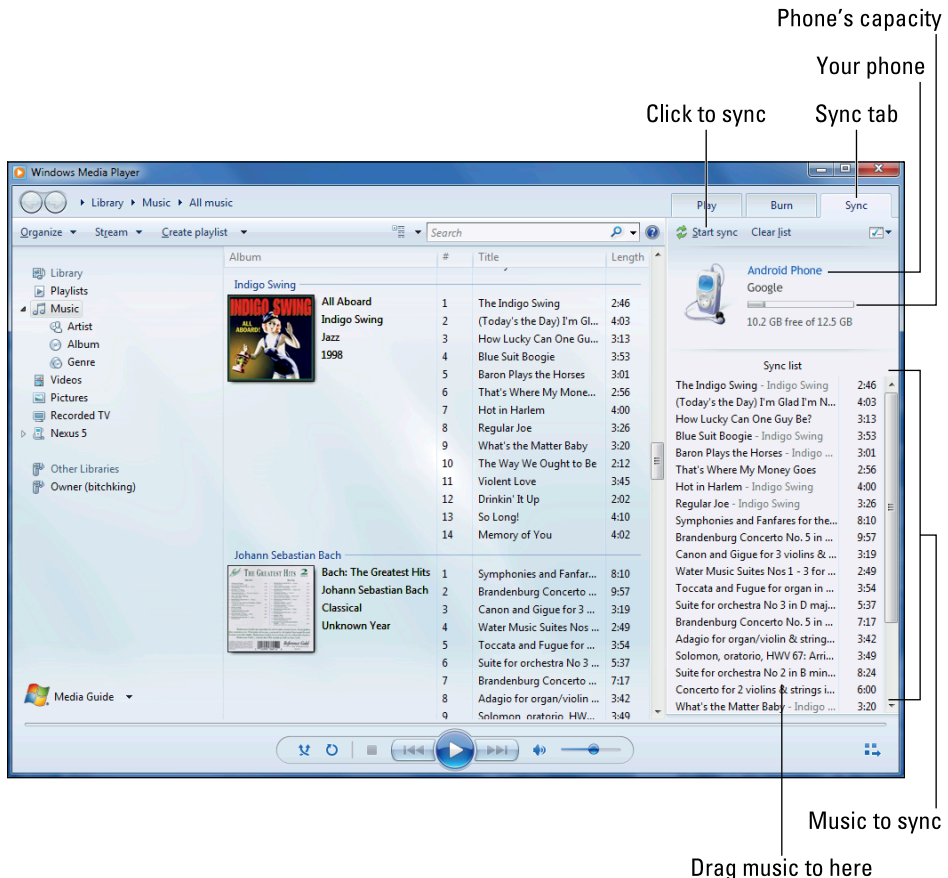 Phone's capacity
Your phone
Click to sync
Sync tab
Windows Media Player
Library Music All music
Play Burn Sync
Organize Stream Create playlist
Search
Start sync Clear list
Album # Title Length
Library
Playlists
Music
Artist
Album
Genre
Videos
Pictures
Recorded TV
Nexus 5
Other Libraries
Owner (bitchking)
Media Guide
Indigo Swing
INDIGO SWING
ALL ABOARD!
All Aboard
Indigo Swing
Jazz
1998
1 The Indigo Swing 2:46
2 (Today's the Day) I'm Gl... 4:03
3 How Lucky Can One Gu... 3:13
4 Blue Suit Boogie 3:53
5 Baron Plays the Horses 3:01
6 That's Where My Mone... 2:56
7 Hot in Harlem 4:00
8 Regular Joe 3:26
9 What's the Matter Baby 3:20
10 The Way We Ought to Be 2:12
11 Violent Love 3:45
12 Drinkin' It Up 2:02
13 So Long! 4:10
14 Memory of You 4:02
Johann Sebastian Bach
THE GREATEST HITS 2
Bach: The Greatest Hits
Johann Sebastian Bach
Classical
Unknown Year
1 Symphonies and Fanfar... 8:10
2 Brandenburg Concerto ... 9:57
3 Canon and Gigue for 3 ... 3:19
4 Water Music Suites Nos ... 2:49
5 Toccata and Fugue for ... 3:54
6 Suite for orchestra No 3 ... 5:37
7 Brandenburg Concerto ... 7:17
8 Adagio for organ/violin ... 3:42
9 Solomon, oratorio, HW... 3:49
Android Phone
Google
10.2 GB free of 12.5 GB
Sync list
The Indigo Swing - Indigo Swing 2:46
(Today's the Day) I'm Glad I'm N... 4:03
How Lucky Can One Guy Be? 3:13
Blue Suit Boogie - Indigo Swing 3:53
Baron Plays the Horses - Indigo ... 3:01
That's Where My Money Goes 2:56
Hot in Harlem - Indigo Swing 4:00
Regular Joe - Indigo Swing 3:26
Symphonies and Fanfares for the... 8:10
Brandenburg Concerto No. 5 in ... 9:57
Canon and Gigue for 3 violins & ... 3:19
Water Music Suites Nos 1 - 3 for ... 2:49
Toccata and Fugue for organ in ... 3:54
Suite for orchestra No 3 in D maj... 5:37
Brandenburg Concerto No. 5 in ... 7:17
Adagio for organ/violin & string... 3:42
Solomon, oratorio, HWV 67: Arri... 3:49
Suite for orchestra No 2 in B min... 8:24
Concerto for 2 violins & strings i... 6:00
What's the Matter Baby - Indigo ... 3:20
Music to sync
Drag music to here